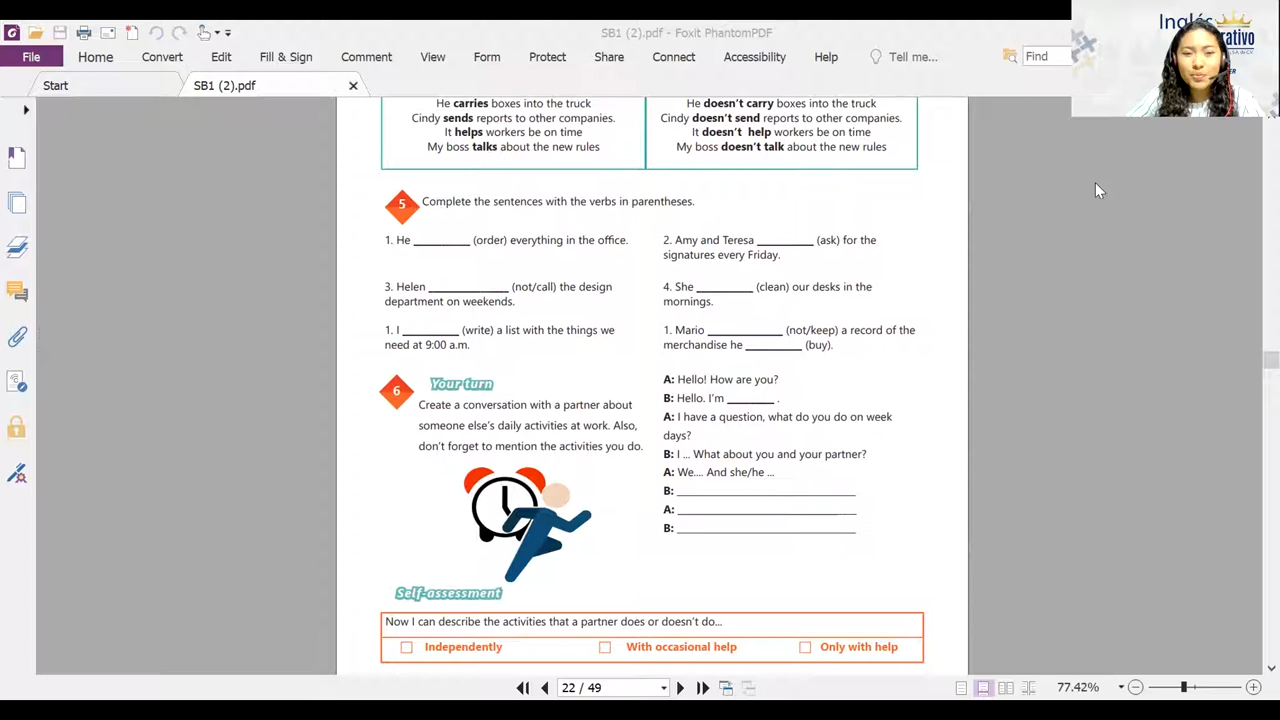 SB1 (2).pdf - Foxit PhantomPDF
File Home Convert Edit Fill & Sign Comment View Form Protect Share Connect Accessibility Help Tell me... Find
Inglés
Start SB1 (2).pdf
He carries boxes into the truck
Cindy sends reports to other companies.
It helps workers be on time
My boss talks about the new rules
He doesn't carry boxes into the truck
Cindy doesn't send reports to other companies.
It doesn't help workers be on time
My boss doesn't talk about the new rules
5 Complete the sentences with the verbs in parentheses.
1. He __________ (order) everything in the office.
2. Amy and Teresa __________ (ask) for the
signatures every Friday.
3. Helen ______________ (not/call) the design
department on weekends.
4. She __________ (clean) our desks in the
mornings.
1. I __________ (write) a list with the things we
need at 9:00 a.m.
1. Mario _____________ (not/keep) a record of the
merchandise he __________ (buy).
6 Your turn
Create a conversation with a partner about
someone else's daily activities at work. Also,
don't forget to mention the activities you do.
A: Hello! How are you?
B: Hello. I'm ________ .
A: I have a question, what do you do on week
days?
B: I ... What about you and your partner?
A: We.... And she/he ...
B: ________________________________
A: ________________________________
B: ________________________________
Self-assessment
Now I can describe the activities that a partner does or doesn't do...
Independently With occasional help Only with help
22 / 49 77.42%